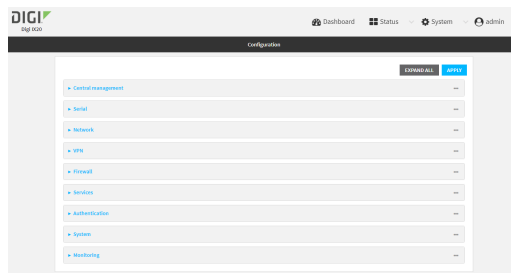 DIGI
Digi IX20
Dashboard Status System admin
Configuration
EXPAND ALL APPLY
Central management
Serial
Network
VPN
Firewall
Services
Authentication
System
Monitoring